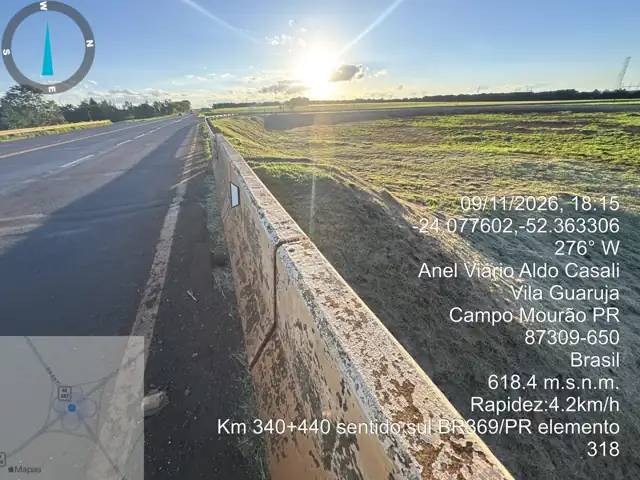 W
S
N
E
09/11/2026, 18:15
-24.077602,-52.363306
276° W
Anel Viário Aldo Casali
Vila Guaruja
Campo Mourão PR
87309-650
Brasil
618.4 m.s.n.m.
Rapidez:4.2km/h
Km 340+440 sentido sul BR369/PR elemento
318
Mapas